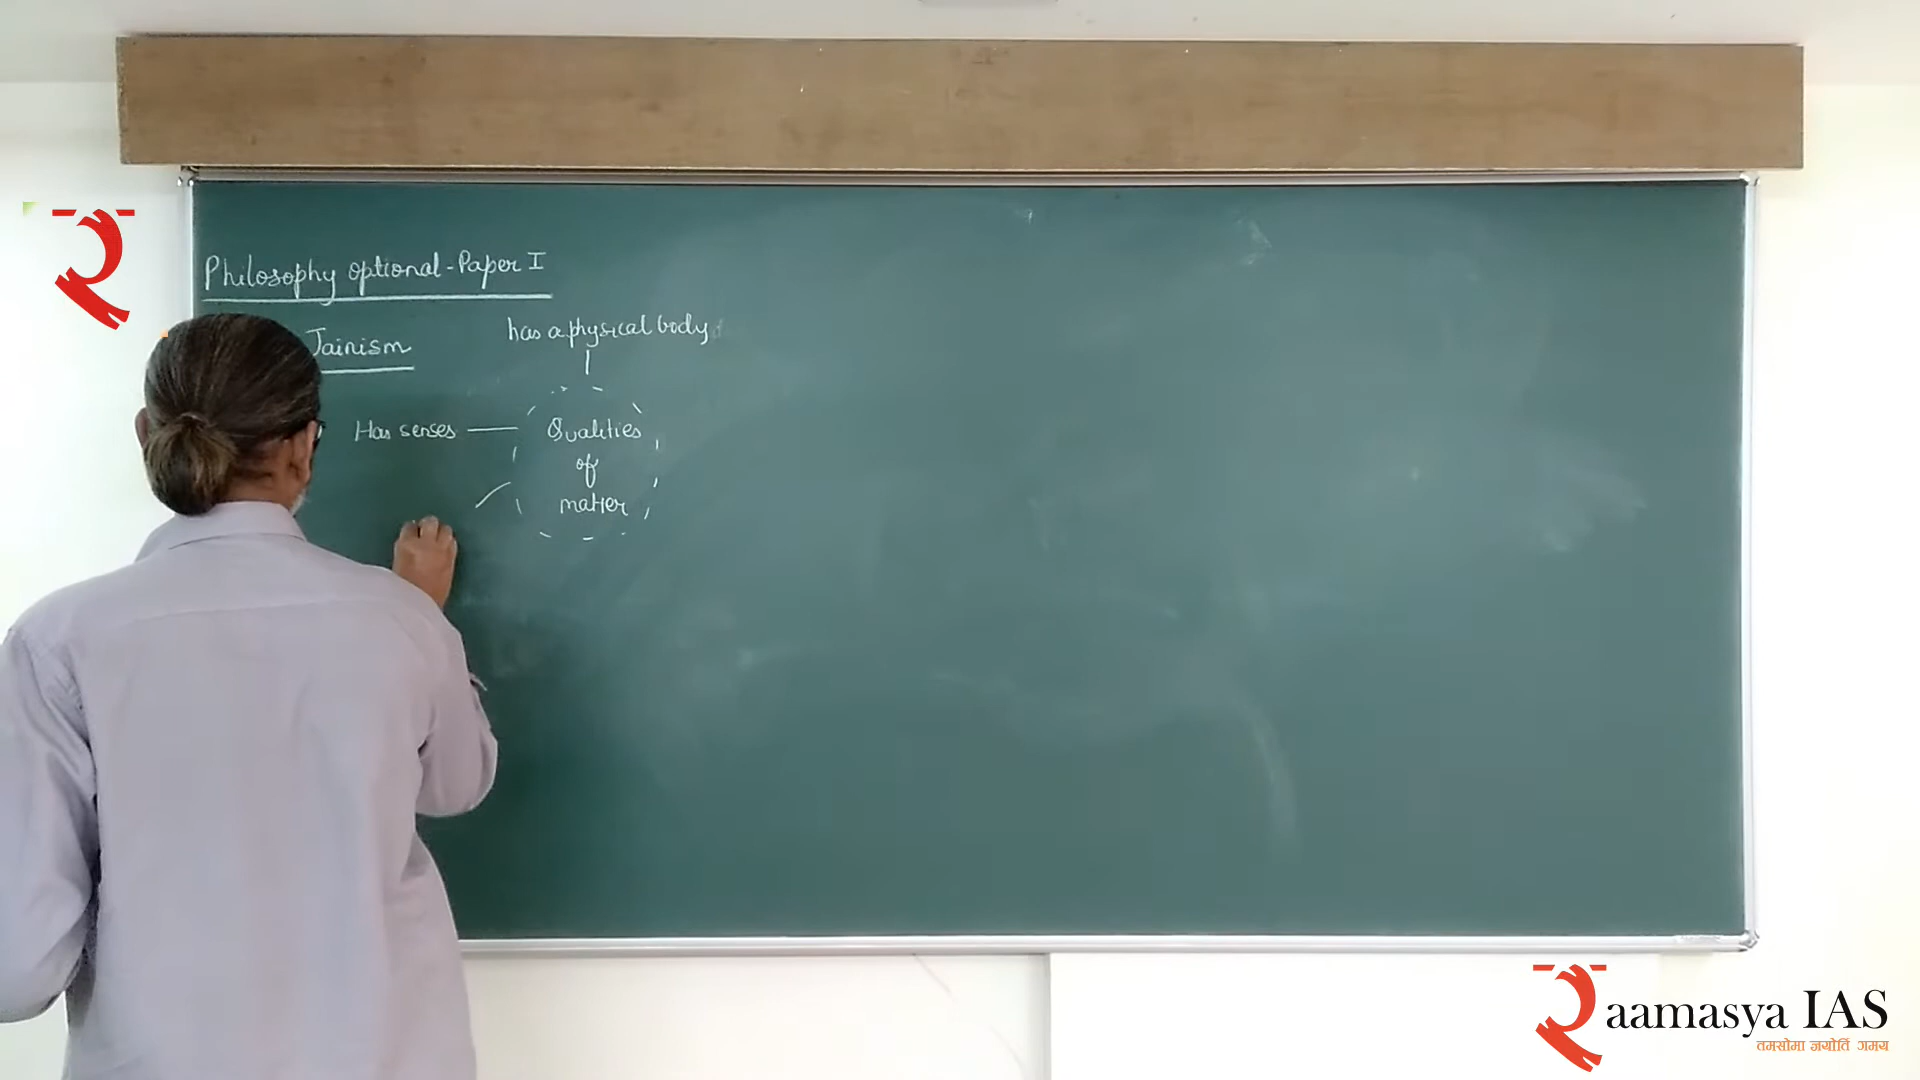 Philosophy optional - Paper I
Jainism
has a physical body
Has senses
Qualities
of
matter
aamasya IAS
तमसोमा ज्योर्ति गमय